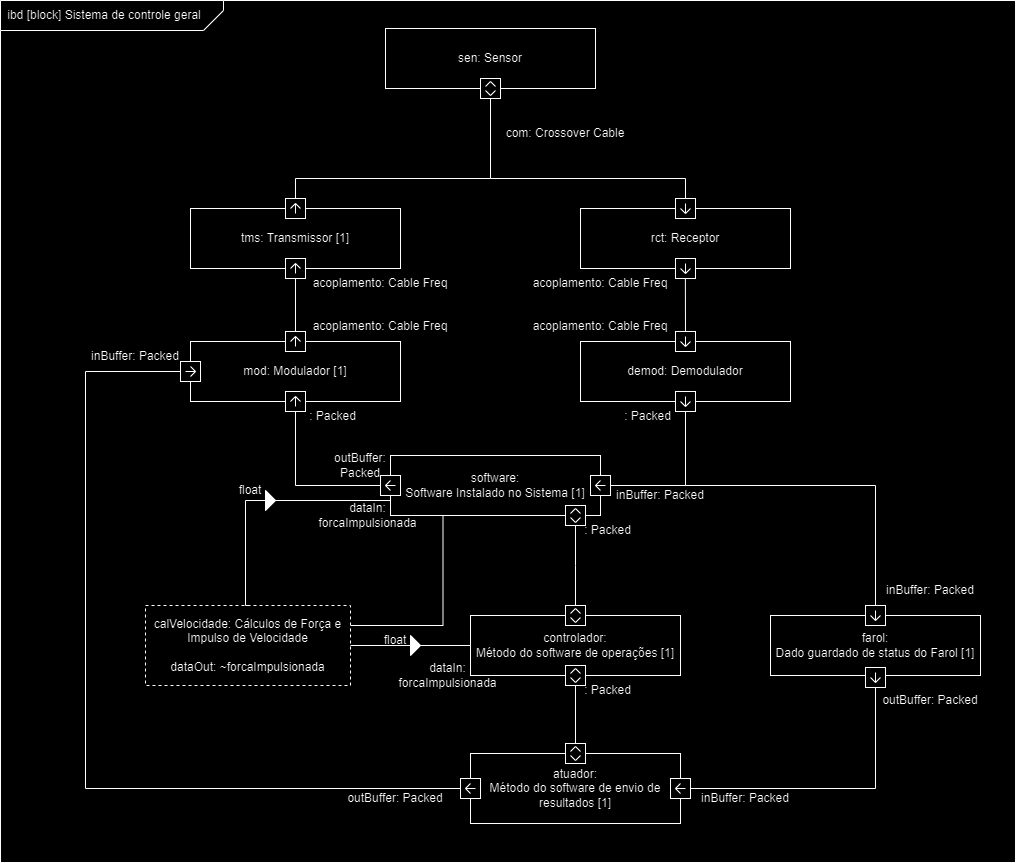 ibd [block] Sistema de controle geral
sen: Sensor
com: Crossover Cable
tms: Transmissor [1]
rct: Receptor
acoplamento: Cable Freq
acoplamento: Cable Freq
acoplamento: Cable Freq
acoplamento: Cable Freq
inBuffer: Packed
mod: Modulador [1]
demod: Demodulador
: Packed
: Packed
outBuffer:
Packed
software:
Software Instalado no Sistema [1]
inBuffer: Packed
float
dataIn:
forcaImpulsionada
: Packed
inBuffer: Packed
calVelocidade: Cálculos de Força e
Impulso de Velocidade
dataOut: ~forcaImpulsionada
float
controlador:
Método do software de operações [1]
farol:
Dado guardado de status do Farol [1]
dataIn:
forcaImpulsionada
: Packed
outBuffer: Packed
atuador:
Método do software de envio de
resultados [1]
outBuffer: Packed
inBuffer: Packed